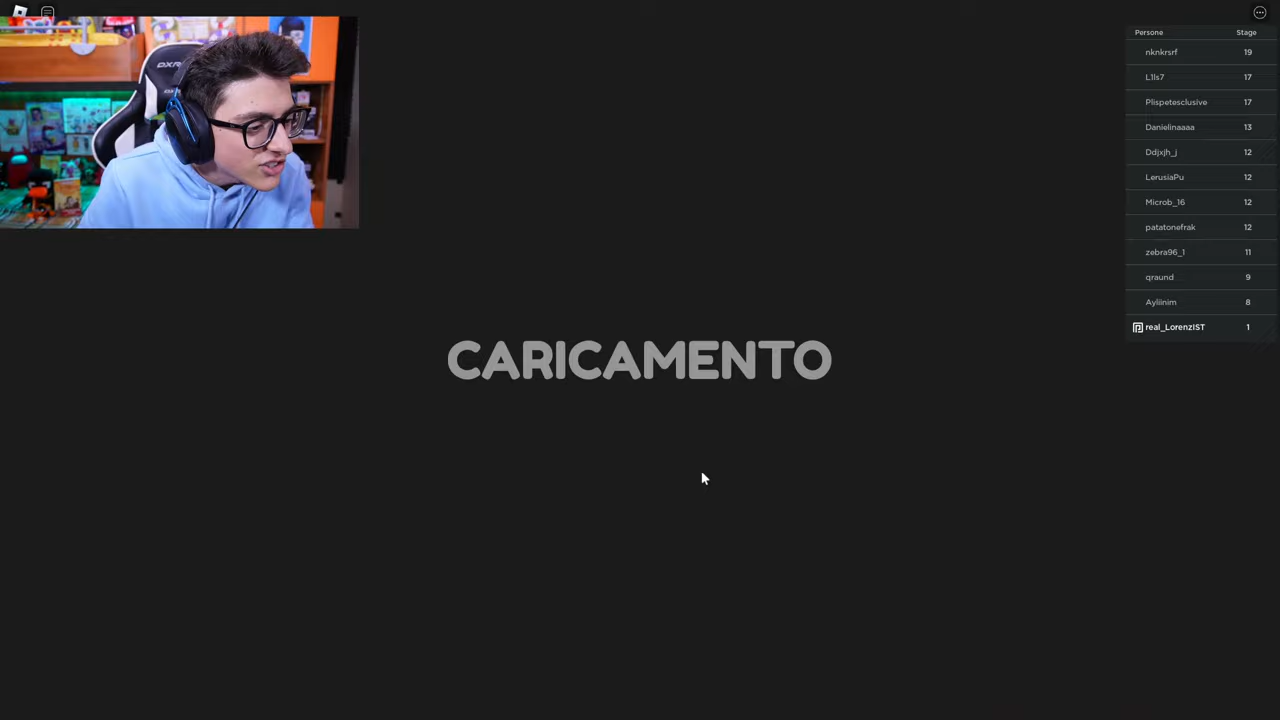 DXR
Persone Stage
nknkrsrf 19
L1ls7 17
Plispetesclusive 17
Danielinaaaa 13
Ddjxjh_j 12
LerusiaPu 12
Microb_16 12
patatonefrak 12
zebra96_1 11
qraund 9
Ayliinim 8
real_LorenzIST 1
CARICAMENTO